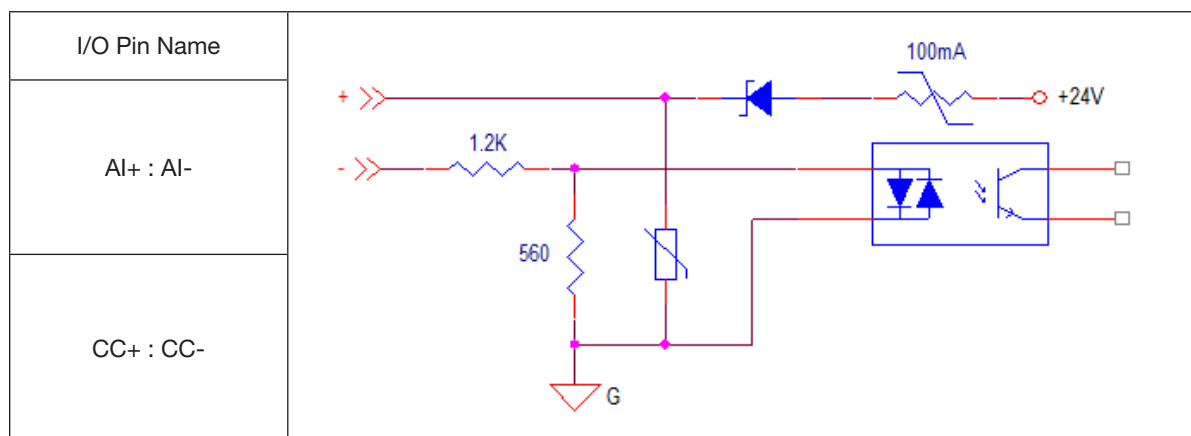 I/O Pin Name
AI+ : AI-
CC+ : CC-
100mA
+
+24V
1.2K
-
560
G